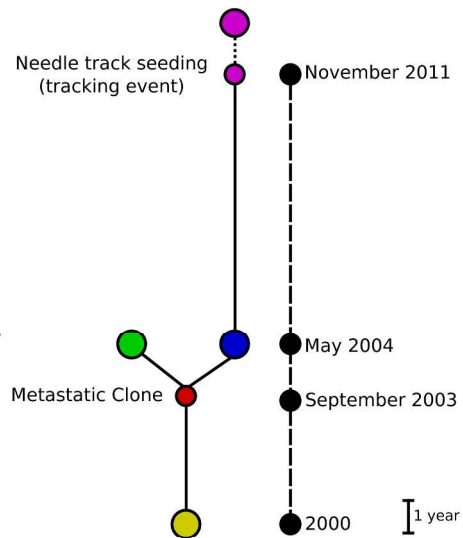 Needle track seeding
(tracking event)
November 2011
May 2004
Metastatic Clone
September 2003
2000
1 year